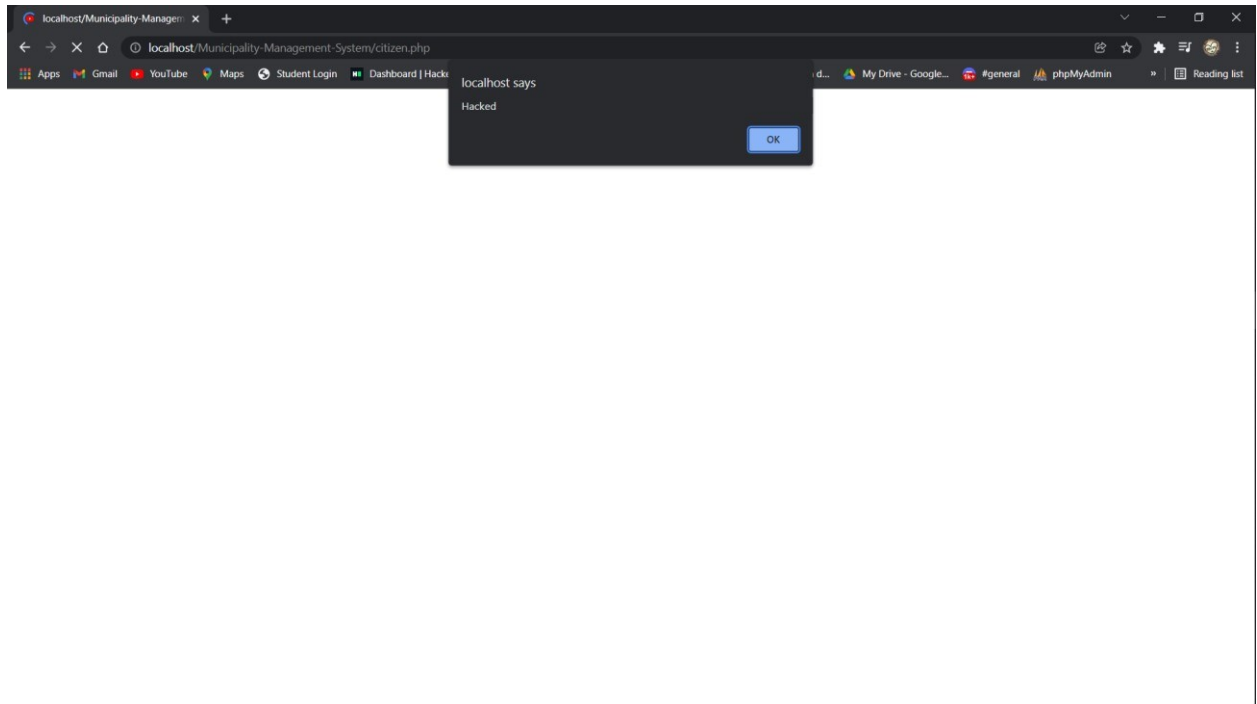 localhost/Municipality-Managem
localhost/Municipality-Management-System/citizen.php
Apps Gmail YouTube Maps Student Login Dashboard | Hacke d... My Drive - Google... #general phpMyAdmin » Reading list
localhost says
Hacked
OK